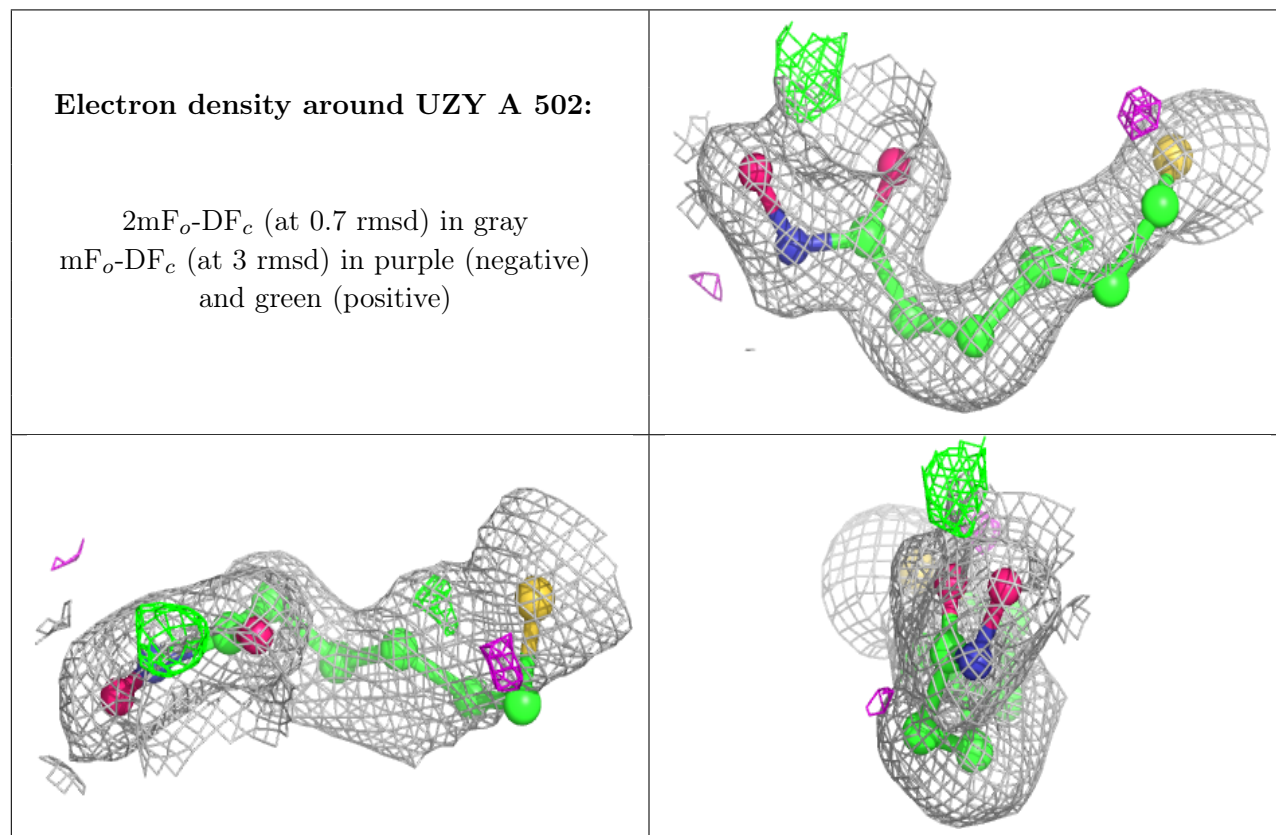 Electron density around UZY A 502:
2mFo-DFc (at 0.7 rmsd) in gray
mFo-DFc (at 3 rmsd) in purple (negative)
and green (positive)